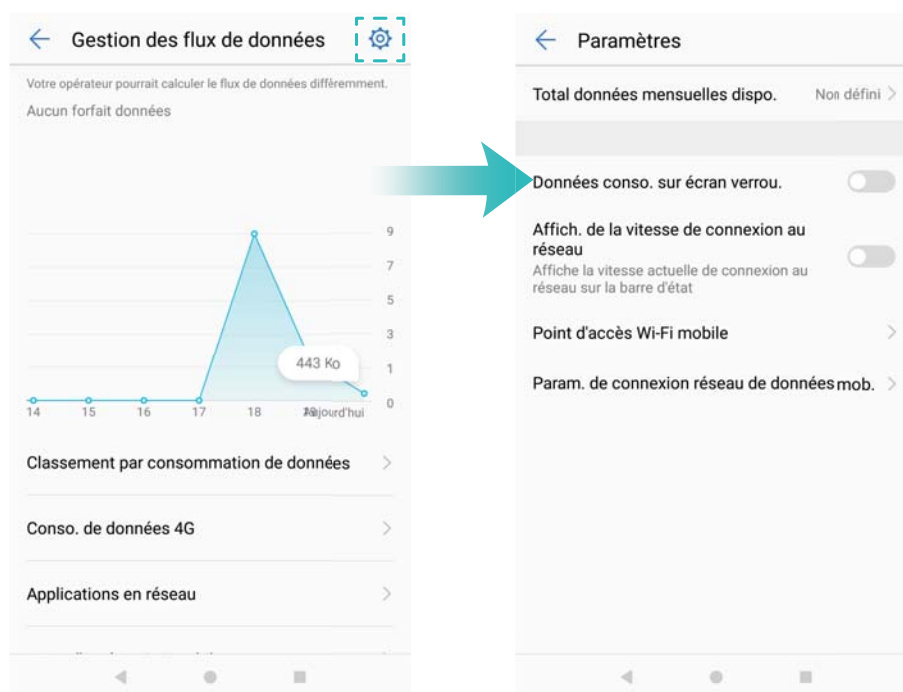 Gestion des flux de données
Votre opérateur pourrait calculer le flux de données différemment.
Aucun forfait données
9
7
5
3
1
0
443 Ko
14 15 16 17 18 19 Aujourd'hui
Classement par consommation de données
Conso. de données 4G
Applications en réseau
Paramètres
Total données mensuelles dispo. Non défini
Données conso. sur écran verrou.
Affich. de la vitesse de connexion au
réseau
Affiche la vitesse actuelle de connexion au
réseau sur la barre d'état
Point d'accès Wi-Fi mobile
Param. de connexion réseau de données mob.